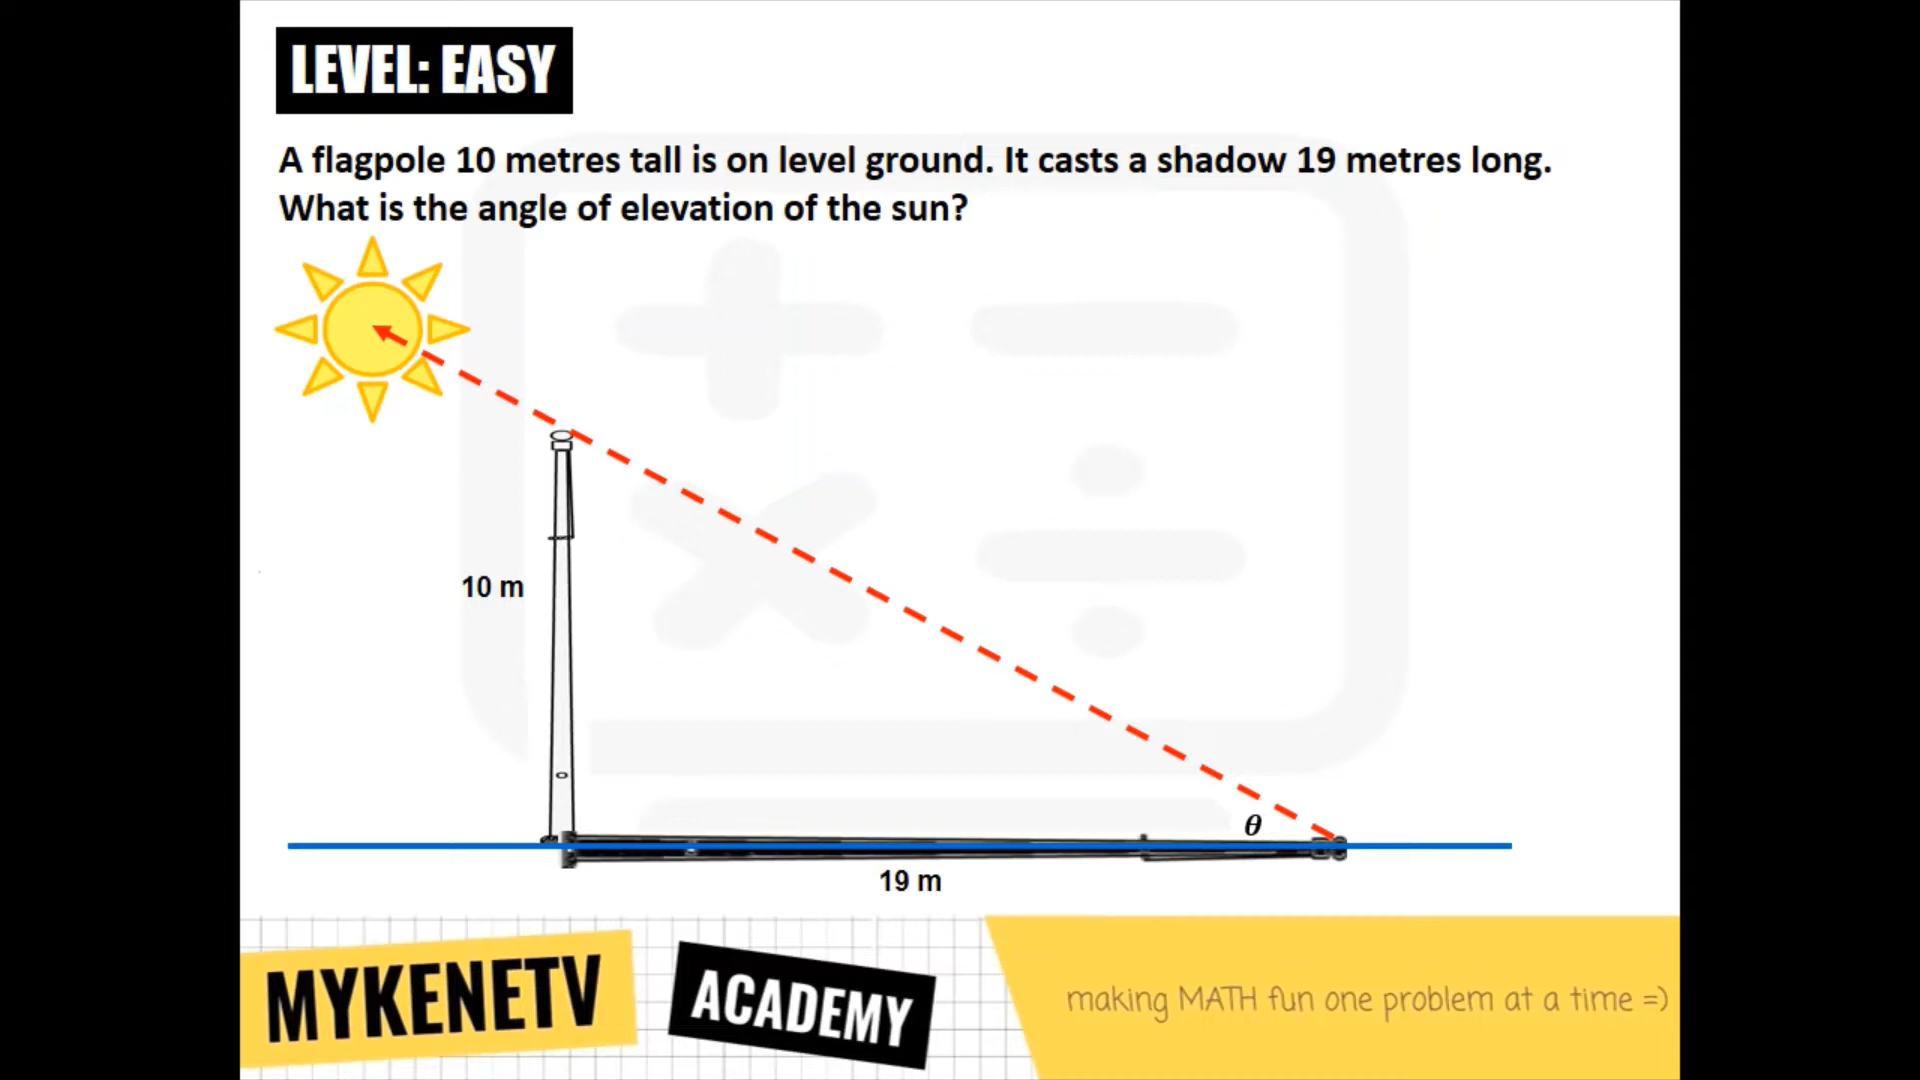 LEVEL: EASY
A flagpole 10 metres tall is on level ground. It casts a shadow 19 metres long.
What is the angle of elevation of the sun?
10 m
θ
19 m
MYKENETV
ACADEMY
making MATH fun one problem at a time =)